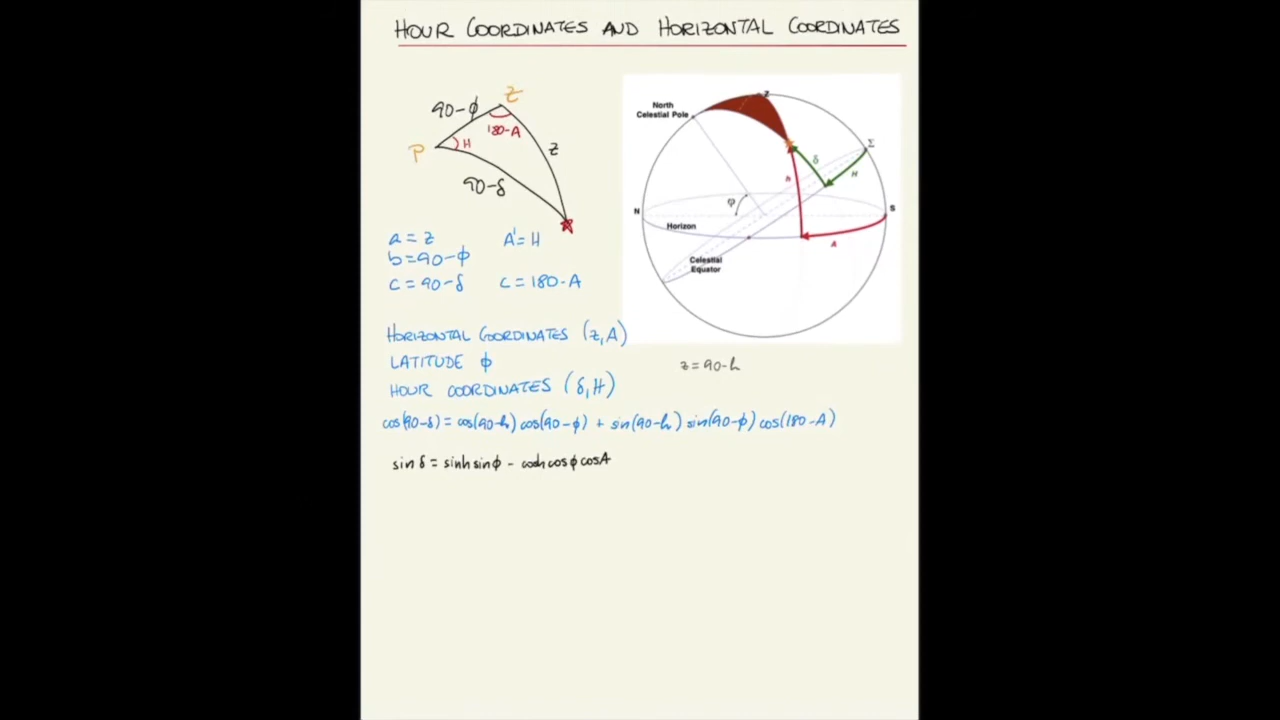 HOUR COORDINATES AND HORIZONTAL COORDINATES
90-ϕ
Z
180-A
P
H
z
90-δ
a = z
A' = H
b = 90-ϕ
c = 90-δ
C = 180-A
North
Celestial Pole
Z
Σ
δ
H
h
φ
N
S
Horizon
A
Celestial
Equator
HORIZONTAL COORDINATES (z, A)
LATITUDE ϕ
z = 90-h
HOUR COORDINATES (δ, H)
cos(90-δ) = cos(90-h) cos(90-ϕ) + sin(90-h) sin(90-ϕ) cos(180-A)
sin δ = sinh sinϕ - cosh cosϕ cosA